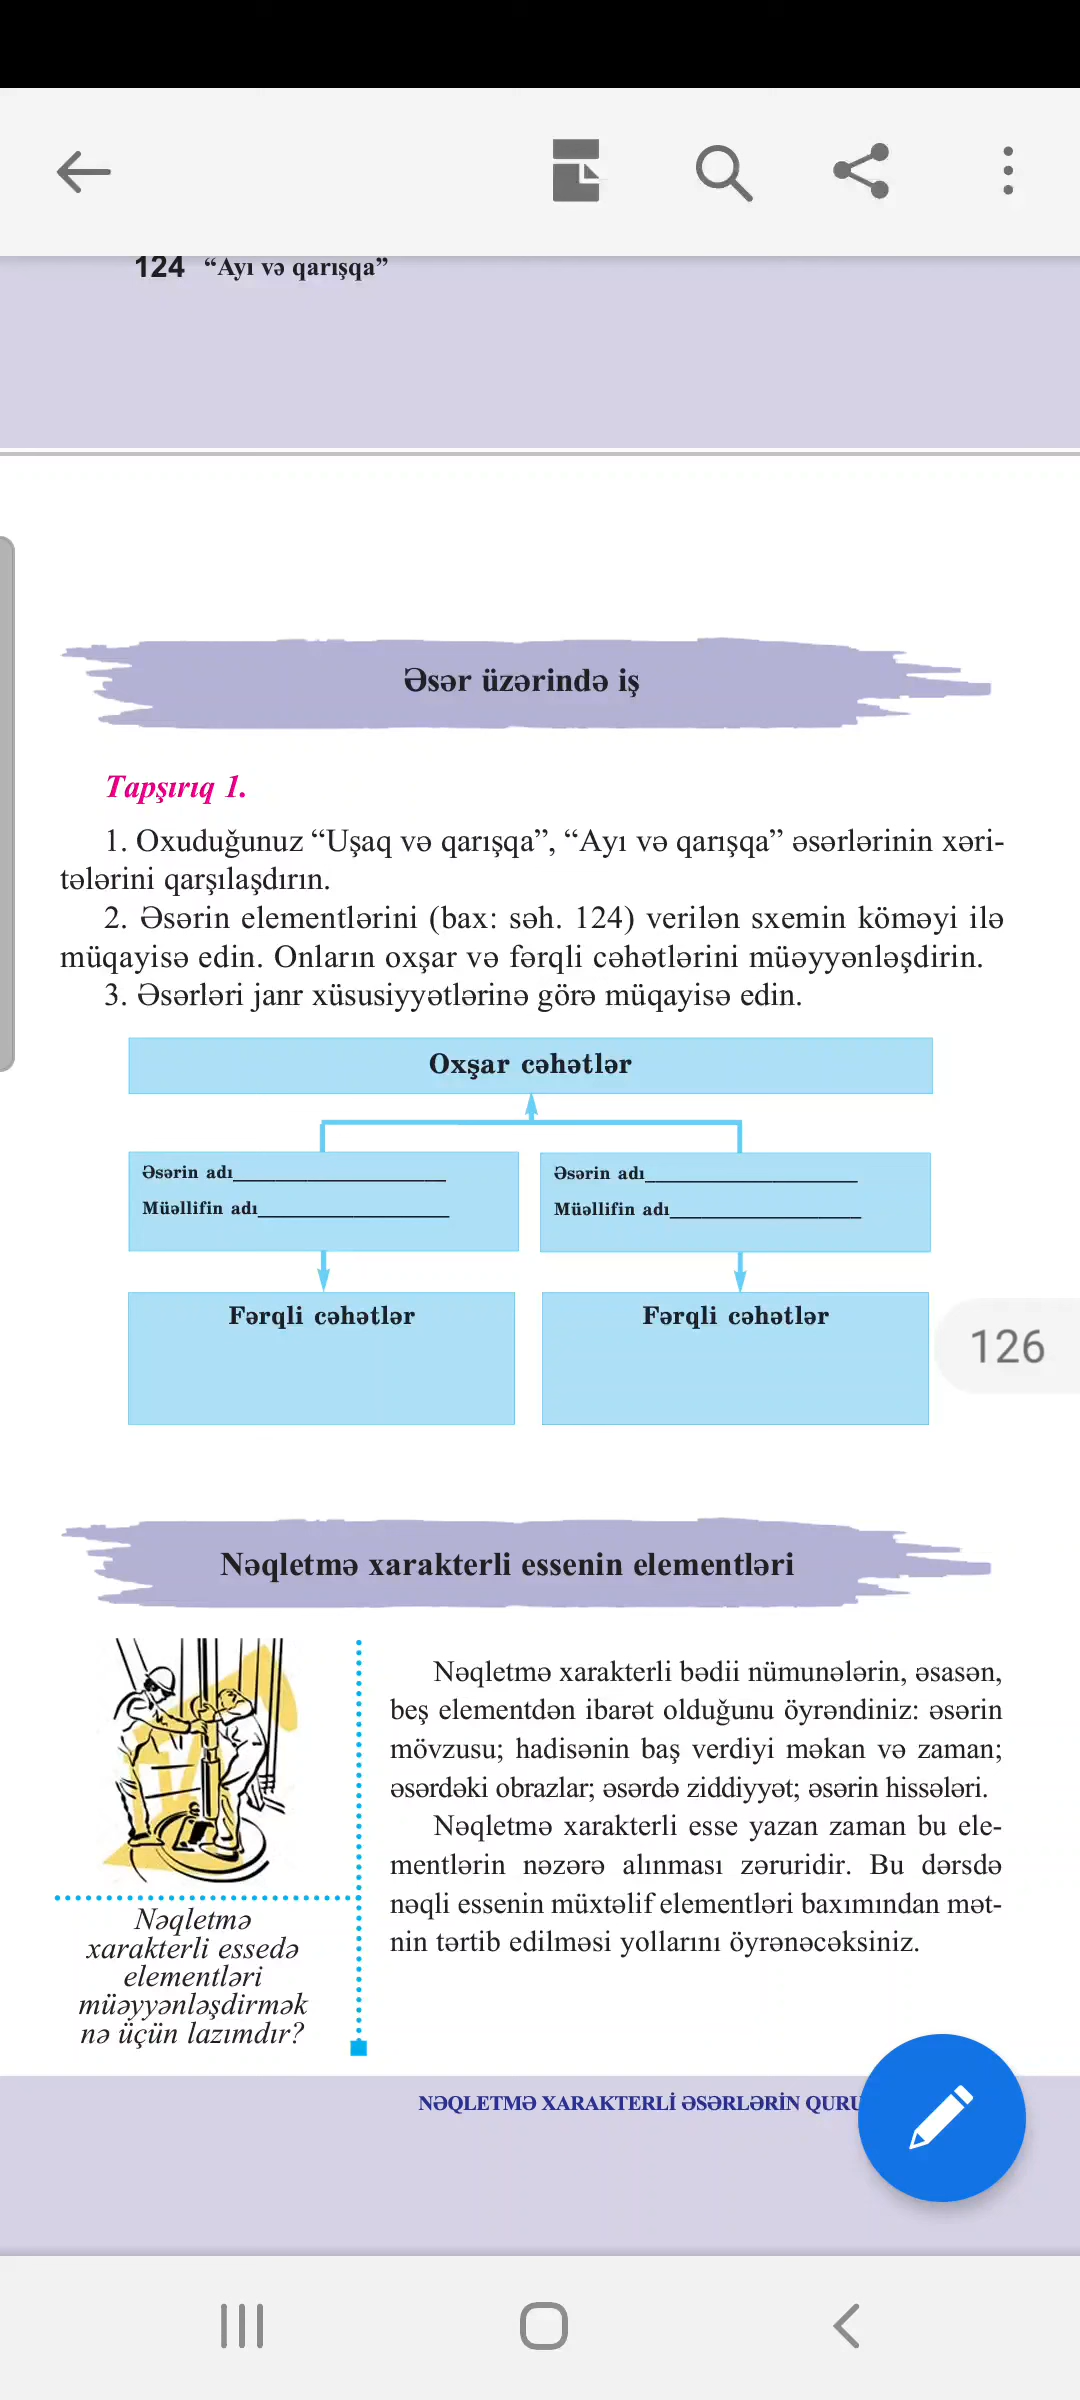 124 “Ayı və qarışqa”
Əsər üzərində iş
Tapşırıq 1.
1. Oxuduğunuz “Uşaq və qarışqa”, “Ayı və qarışqa” əsərlərinin xəri-
tələrini qarşılaşdırın.
2. Əsərin elementlərini (bax: səh. 124) verilən sxemin köməyi ilə
müqayisə edin. Onların oxşar və fərqli cəhətlərini müəyyənləşdirin.
3. Əsərləri janr xüsusiyyətlərinə görə müqayisə edin.
Oxşar cəhətlər
Əsərin adı____________________
Müəllifin adı__________________
Əsərin adı____________________
Müəllifin adı__________________
Fərqli cəhətlər
Fərqli cəhətlər
126
Nəqletmə xarakterli essenin elementləri
Nəqletmə xarakterli bədii nümunələrin, əsasən,
beş elementdən ibarət olduğunu öyrəndiniz: əsərin
mövzusu; hadisənin baş verdiyi məkan və zaman;
əsərdəki obrazlar; əsərdə ziddiyyət; əsərin hissələri.
Nəqletmə xarakterli esse yazan zaman bu ele-
mentlərin nəzərə alınması zəruridir. Bu dərsdə
nəqli essenin müxtəlif elementləri baxımından mət-
nin tərtib edilməsi yollarını öyrənəcəksiniz.
Nəqletmə
xarakterli essedə
elementləri
müəyyənləşdirmək
nə üçün lazımdır?
NƏQLETMƏ XARAKTERLİ ƏSƏRLƏRİN QURU